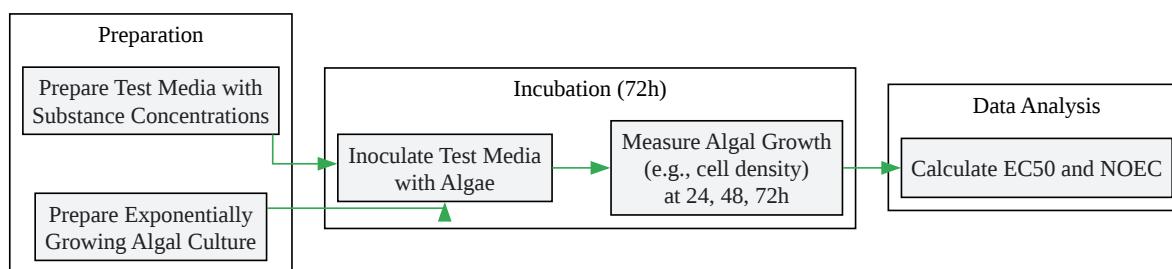 Preparation
Prepare Test Media with
Substance Concentrations
Prepare Exponentially
Growing Algal Culture
Incubation (72h)
Inoculate Test Media
with Algae
Measure Algal Growth
(e.g., cell density)
at 24, 48, 72h
Data Analysis
Calculate EC50 and NOEC